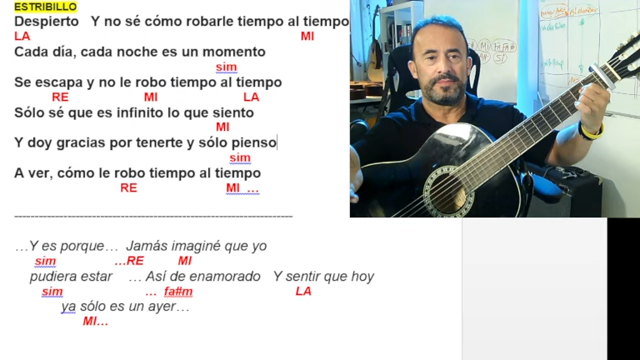 ESTRIBILLO
Despierto Y no sé cómo robarle tiempo al tiempo
LA MI
Cada día, cada noche es un momento
sim
Se escapa y no le robo tiempo al tiempo
RE MI LA
Sólo sé que es infinito lo que siento
MI
Y doy gracias por tenerte y sólo pienso
sim
A ver, cómo le robo tiempo al tiempo
RE MI ...
-----------------------------------------------------------------
…Y es porque… Jamás imaginé que yo
sim …RE MI
pudiera estar … Así de enamorado Y sentir que hoy
sim … fa#m LA
ya sólo es un ayer…
MI…